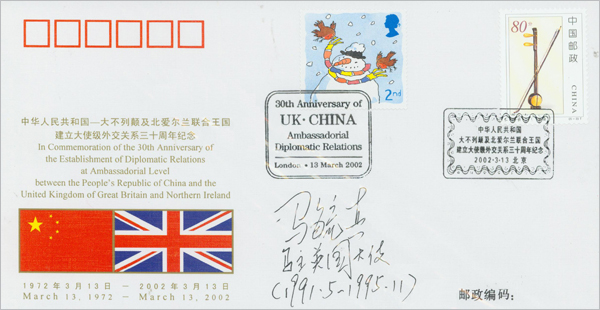 中华人民共和国—大不列颠及北爱尔兰联合王国
建立大使级外交关系三十周年纪念
In Commemoration of the 30th Anniversary of
the Establishment of Diplomatic Relations
at Ambassadorial Level
between the People's Republic of China and the
United Kingdom of Great Britain and Northern Ireland
1972年3月13日 — 2002年3月13日
March 13, 1972 — March 13, 2002
2nd
30th Anniversary of
UK·CHINA
Ambassadorial
Diplomatic Relations
London • 13 March 2002
80分
中国邮政
CHINA
中华人民共和国
大不列颠及北爱尔兰联合王国
建立大使级外交关系三十周年纪念
2002·3·13 北京
马毓真
驻英国大使
(1991.5-1995.11)
邮政编码: